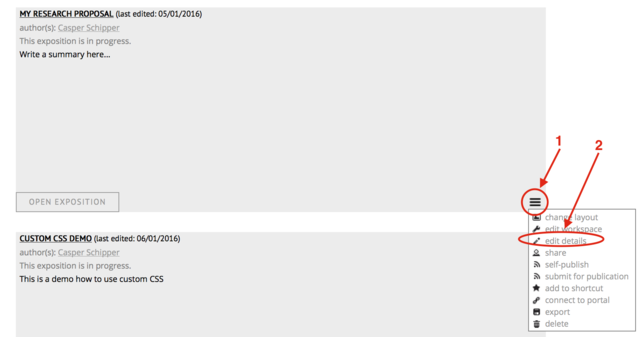 MY RESEARCH PROPOSAL (last edited: 05/01/2016)
author(s): Casper Schipper
This exposition is in progress.
Write a summary here...
1
2
OPEN EXPOSITION
change layout
edit workspace
edit details
share
self-publish
submit for publication
add to shortcut
connect to portal
export
delete
CUSTOM CSS DEMO (last edited: 06/01/2016)
author(s): Casper Schipper
This exposition is in progress.
This is a demo how to use custom CSS